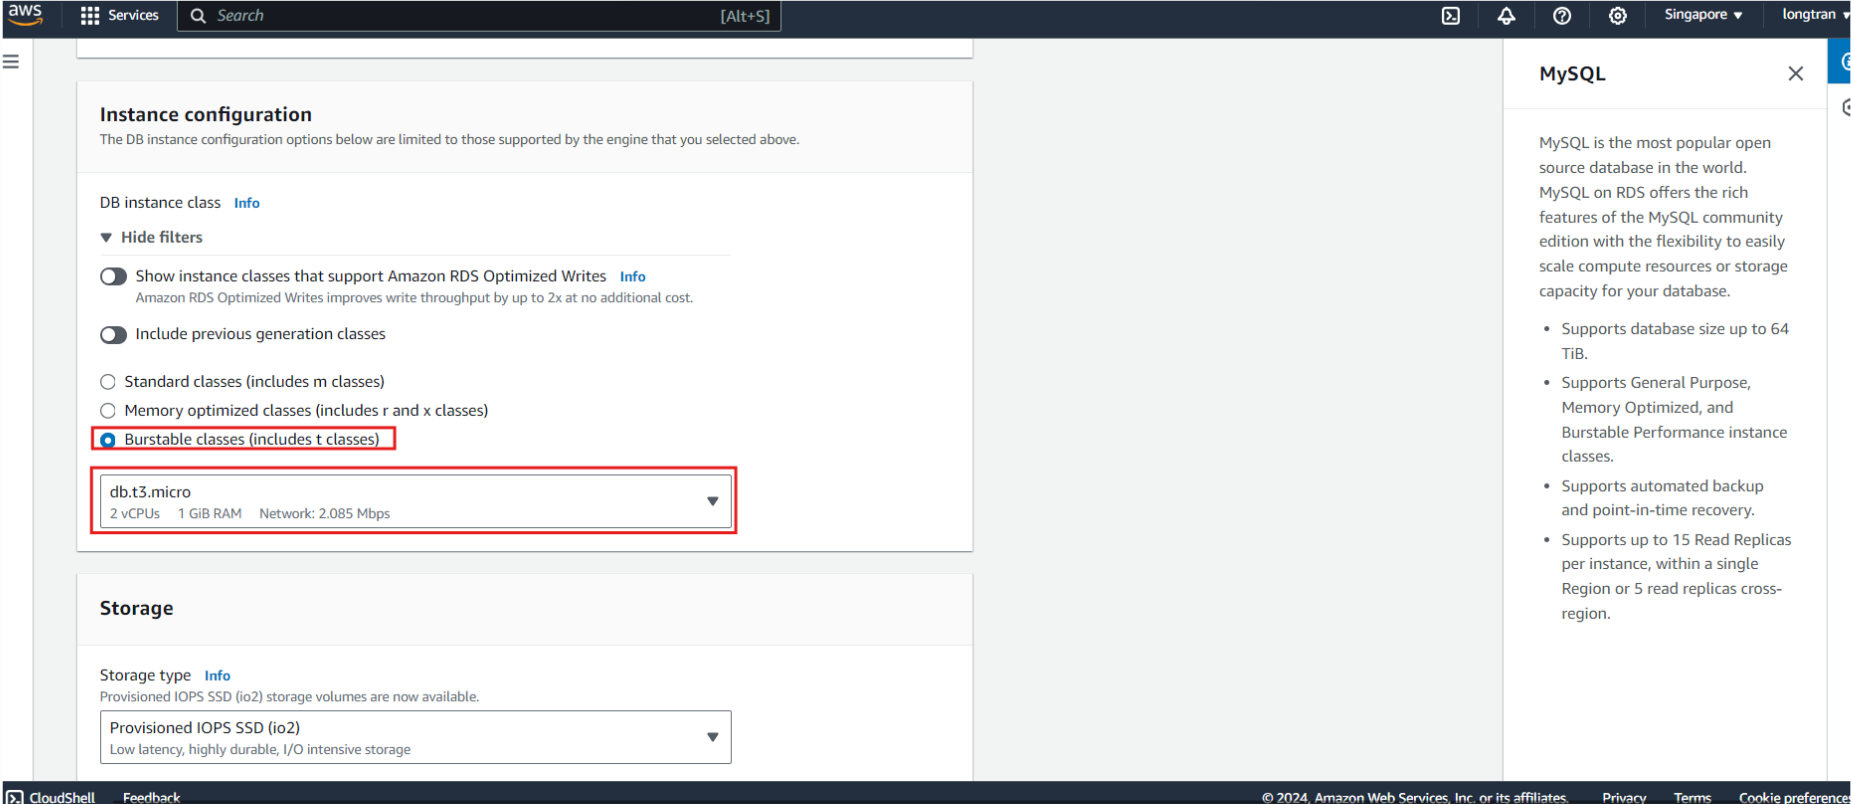 aws
Services
Search
[Alt+S]
Singapore
longtran
Instance configuration
The DB instance configuration options below are limited to those supported by the engine that you selected above.
DB instance class Info
Hide filters
Show instance classes that support Amazon RDS Optimized Writes Info
Amazon RDS Optimized Writes improves write throughput by up to 2x at no additional cost.
Include previous generation classes
Standard classes (includes m classes)
Memory optimized classes (includes r and x classes)
Burstable classes (includes t classes)
db.t3.micro
2 vCPUs 1 GiB RAM Network: 2.085 Mbps
Storage
Storage type Info
Provisioned IOPS SSD (io2) storage volumes are now available.
Provisioned IOPS SSD (io2)
Low latency, highly durable, I/O intensive storage
MySQL
MySQL is the most popular open
source database in the world.
MySQL on RDS offers the rich
features of the MySQL community
edition with the flexibility to easily
scale compute resources or storage
capacity for your database.
• Supports database size up to 64
TiB.
• Supports General Purpose,
Memory Optimized, and
Burstable Performance instance
classes.
• Supports automated backup
and point-in-time recovery.
• Supports up to 15 Read Replicas
per instance, within a single
Region or 5 read replicas cross-
region.
CloudShell
Feedback
© 2024, Amazon Web Services, Inc. or its affiliates.
Privacy
Terms
Cookie preferences